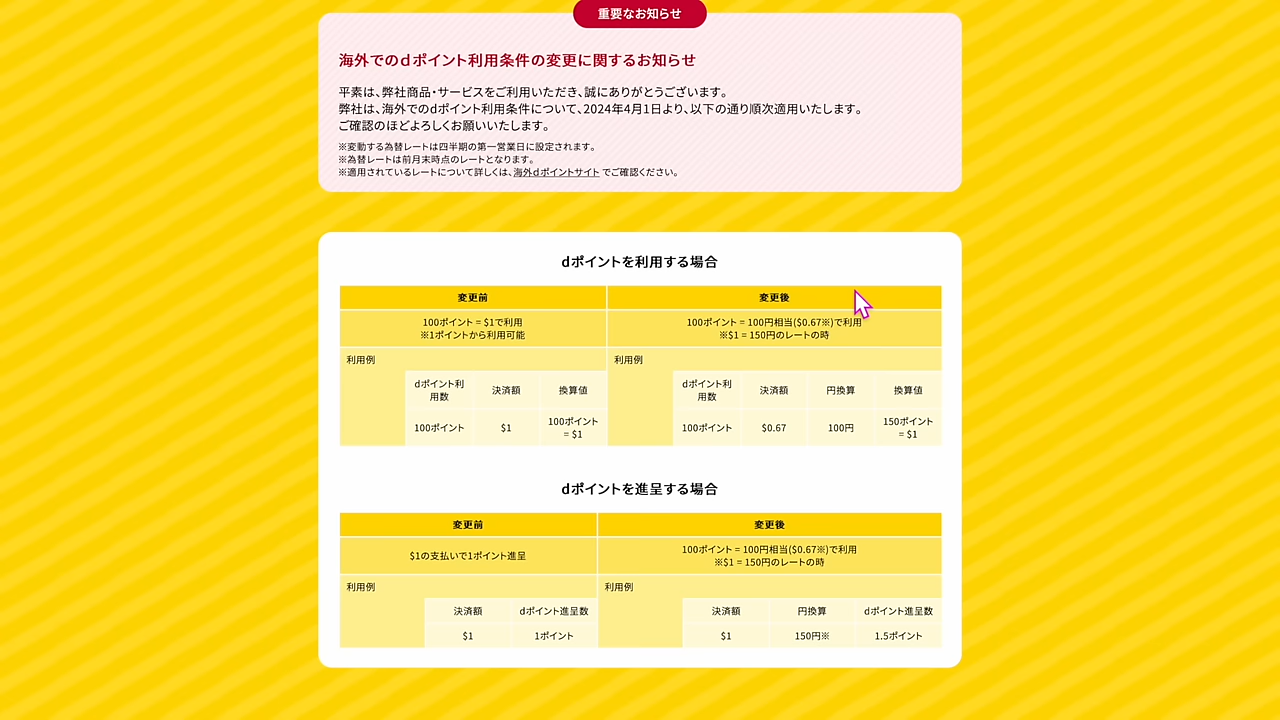 重要なお知らせ
海外でのdポイント利用条件の変更に関するお知らせ
平素は、弊社商品・サービスをご利用いただき、誠にありがとうございます。
弊社は、海外でのdポイント利用条件について、2024年4月1日より、以下の通り順次適用いたします。
ご確認のほどよろしくお願いいたします。
※変動する為替レートは四半期の第一営業日に設定されます。
※為替レートは前月末時点のレートとなります。
※適用されているレートについて詳しくは、海外dポイントサイト でご確認ください。
dポイントを利用する場合
変更前
変更後
100ポイント = $1で利用
※1ポイントから利用可能
100ポイント = 100円相当($0.67※)で利用
※$1 = 150円のレートの時
利用例
dポイント利
用数
決済額
換算値
100ポイント
$1
100ポイント
= $1
利用例
dポイント利
用数
決済額
円換算
換算値
100ポイント
$0.67
100円
150ポイント
= $1
dポイントを進呈する場合
変更前
変更後
$1の支払いで1ポイント進呈
100ポイント = 100円相当($0.67※)で利用
※$1 = 150円のレートの時
利用例
決済額
dポイント進呈数
$1
1ポイント
利用例
決済額
円換算
dポイント進呈数
$1
150円※
1.5ポイント